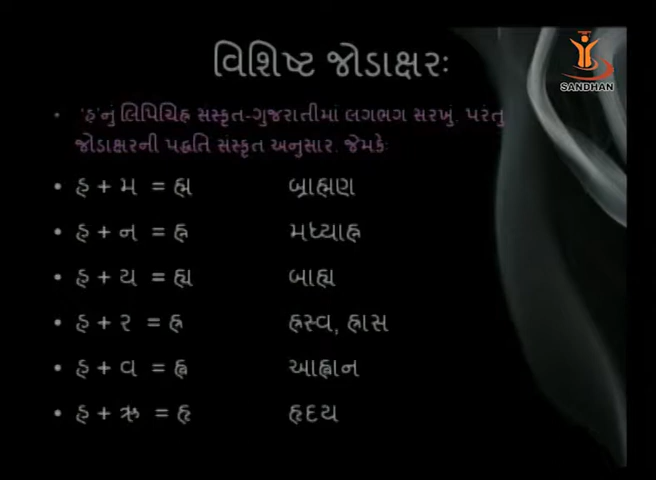 વિશિષ્ટ જોડાક્ષરઃ
SANDHAN
• 'હ'નું લિપિચિહ્ન સંસ્કૃત-ગુજરાતીમાં લગભગ સરખું. પરંતુ
જોડાક્ષરની પદ્ધતિ સંસ્કૃત અનુસાર. જેમકેઃ
• હ + મ = હ્મ બ્રાહ્મણ
• હ + ન = હ્ન મધ્યાહ્ન
• હ + ય = હ્ય બાહ્ય
• હ + ર = હ્ર હ્રસ્વ, હ્રાસ
• હ + વ = હ્વ આહ્વાન
• હ + ઋ = હૃ હૃદય